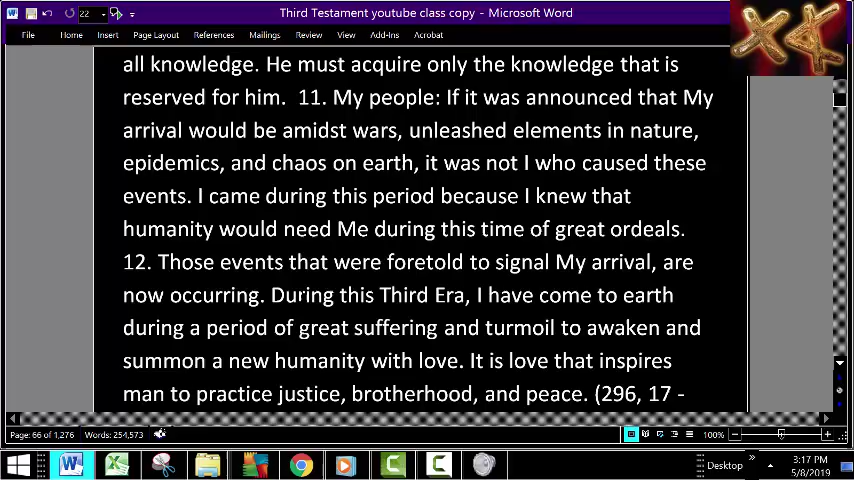 22
Third Testament youtube class copy - Microsoft Word
File Home Insert Page Layout References Mailings Review View Add-Ins Acrobat
all knowledge. He must acquire only the knowledge that is
reserved for him.  11. My people: If it was announced that My
arrival would be amidst wars, unleashed elements in nature,
epidemics, and chaos on earth, it was not I who caused these
events. I came during this period because I knew that
humanity would need Me during this time of great ordeals.
12. Those events that were foretold to signal My arrival, are
now occurring. During this Third Era, I have come to earth
during a period of great suffering and turmoil to awaken and
summon a new humanity with love. It is love that inspires
man to practice justice, brotherhood, and peace. (296, 17 -
Page: 66 of 1,276 Words: 254,573 100%
Desktop
3:17 PM
5/8/2019